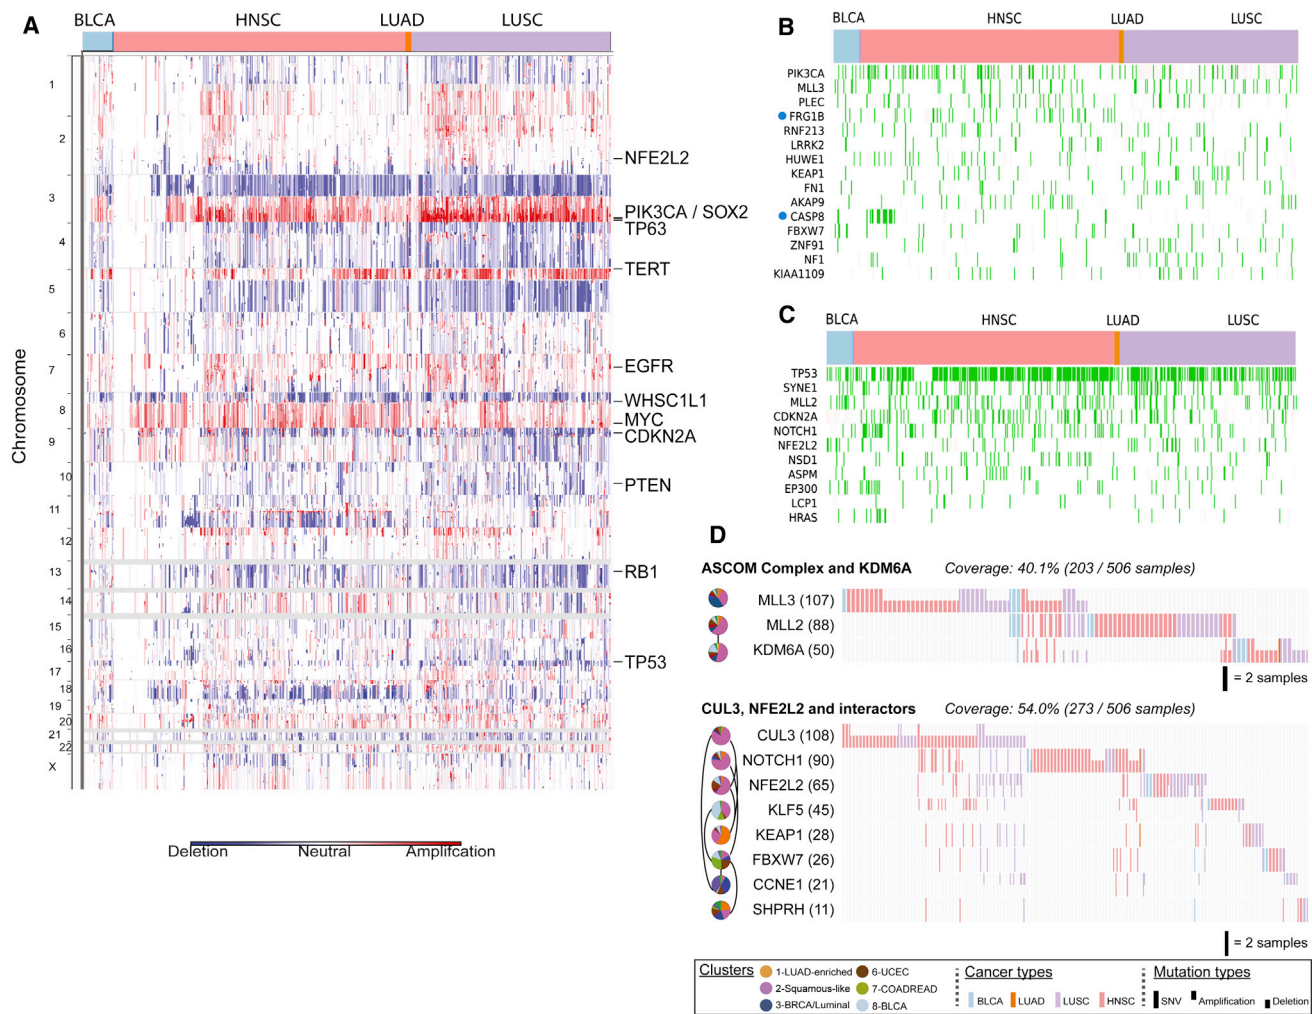 A
BLCA HNSC LUAD LUSC
Chromosome
1
2
3
4
5
6
7
8
9
10
11
12
13
14
15
16
17
18
19
20
21
22
X
NFE2L2
PIK3CA / SOX2
TP63
TERT
EGFR
WHSC1L1
MYC
CDKN2A
PTEN
RB1
TP53
Deletion Neutral Amplifcation
B
BLCA HNSC LUAD LUSC
PIK3CA
MLL3
PLEC
FRG1B
RNF213
LRRK2
HUWE1
KEAP1
FN1
AKAP9
CASP8
FBXW7
ZNF91
NF1
KIAA1109
C
BLCA HNSC LUAD LUSC
TP53
SYNE1
MLL2
CDKN2A
NOTCH1
NFE2L2
NSD1
ASPM
EP300
LCP1
HRAS
D
ASCOM Complex and KDM6A Coverage: 40.1% (203 / 506 samples)
MLL3 (107)
MLL2 (88)
KDM6A (50)
= 2 samples
CUL3, NFE2L2 and interactors Coverage: 54.0% (273 / 506 samples)
CUL3 (108)
NOTCH1 (90)
NFE2L2 (65)
KLF5 (45)
KEAP1 (28)
FBXW7 (26)
CCNE1 (21)
SHPRH (11)
= 2 samples
Clusters
1-LUAD-enriched 6-UCEC
2-Squamous-like 7-COADREAD
3-BRCA/Luminal 8-BLCA
Cancer types
BLCA LUAD LUSC HNSC
Mutation types
SNV Amplification Deletion